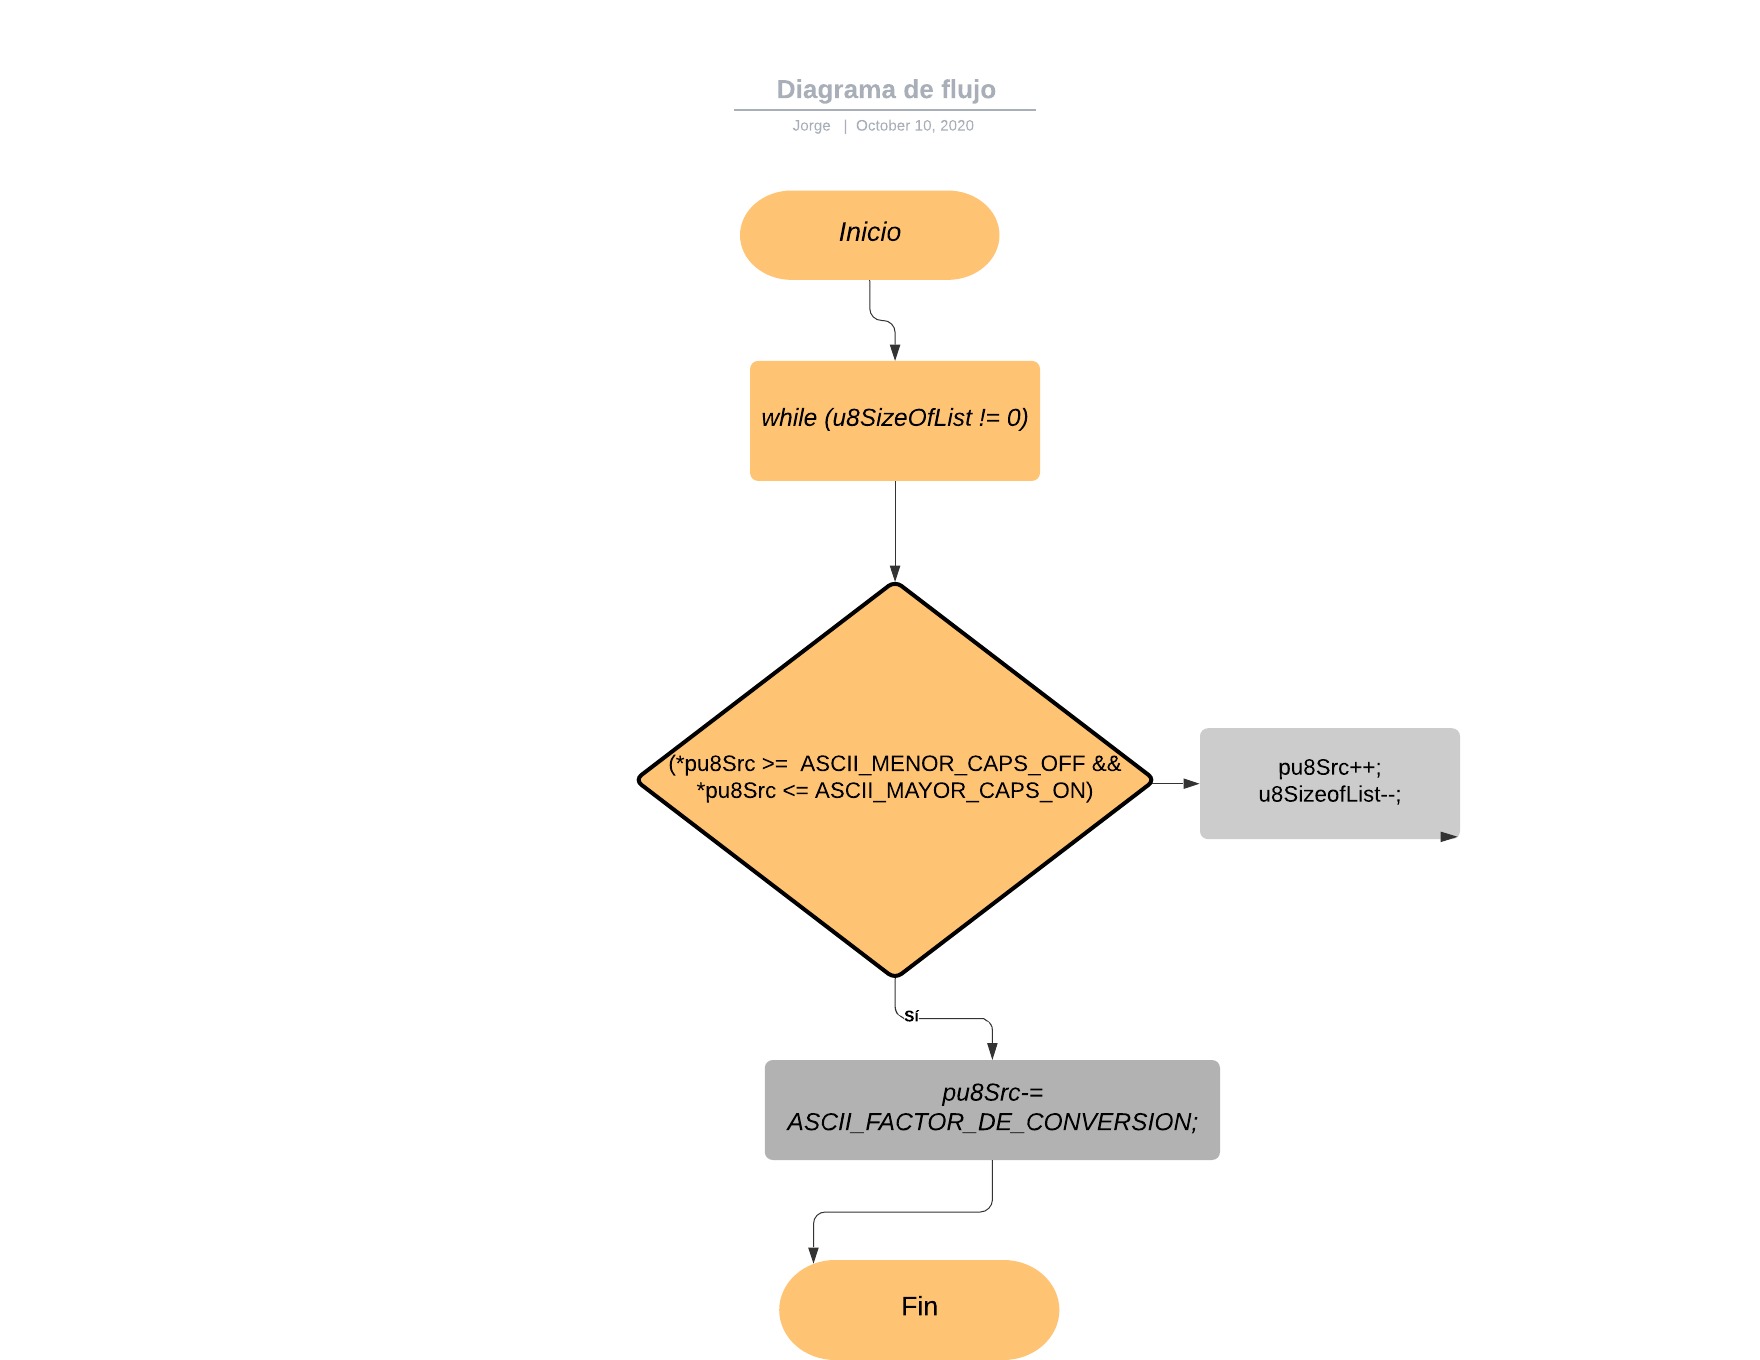 Diagrama de flujo
Jorge | October 10, 2020
Inicio
while (u8SizeOfList != 0)
(*pu8Src >= ASCII_MENOR_CAPS_OFF &&
*pu8Src <= ASCII_MAYOR_CAPS_ON)
pu8Src++;
u8SizeofList--;
Sí
pu8Src-=
ASCII_FACTOR_DE_CONVERSION;
Fin